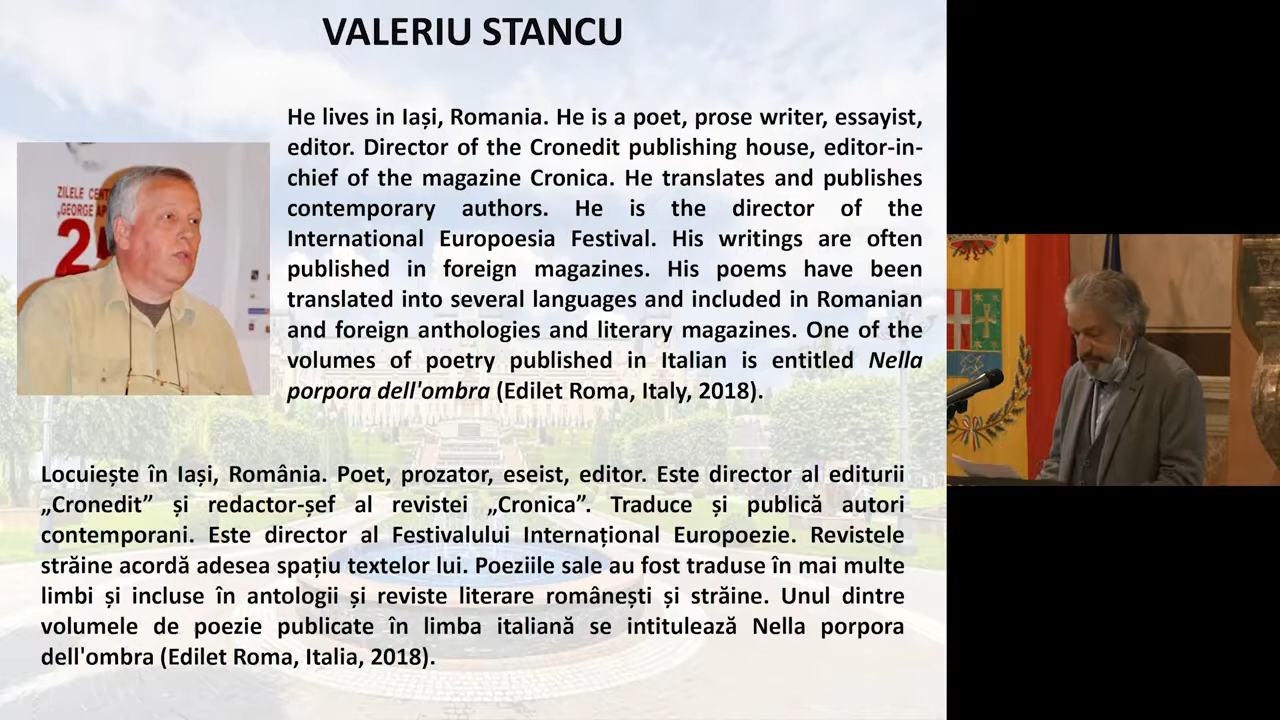 VALERIU STANCU
He lives in Iași, Romania. He is a poet, prose writer, essayist,
editor. Director of the Cronedit publishing house, editor-in-
chief of the magazine Cronica. He translates and publishes
contemporary authors. He is the director of the
International Europoesia Festival. His writings are often
published in foreign magazines. His poems have been
translated into several languages and included in Romanian
and foreign anthologies and literary magazines. One of the
volumes of poetry published in Italian is entitled Nella
porpora dell'ombra (Edilet Roma, Italy, 2018).
ZILELE
„GEORGE
Locuiește în Iași, România. Poet, prozator, eseist, editor. Este director al editurii
„Cronedit” și redactor-șef al revistei „Cronica”. Traduce și publică autori
contemporani. Este director al Festivalului Internațional Europoezie. Revistele
străine acordă adesea spațiu textelor lui. Poeziile sale au fost traduse în mai multe
limbi și incluse în antologii și reviste literare românești și străine. Unul dintre
volumele de poezie publicate în limba italiană se intitulează Nella porpora
dell'ombra (Edilet Roma, Italia, 2018).